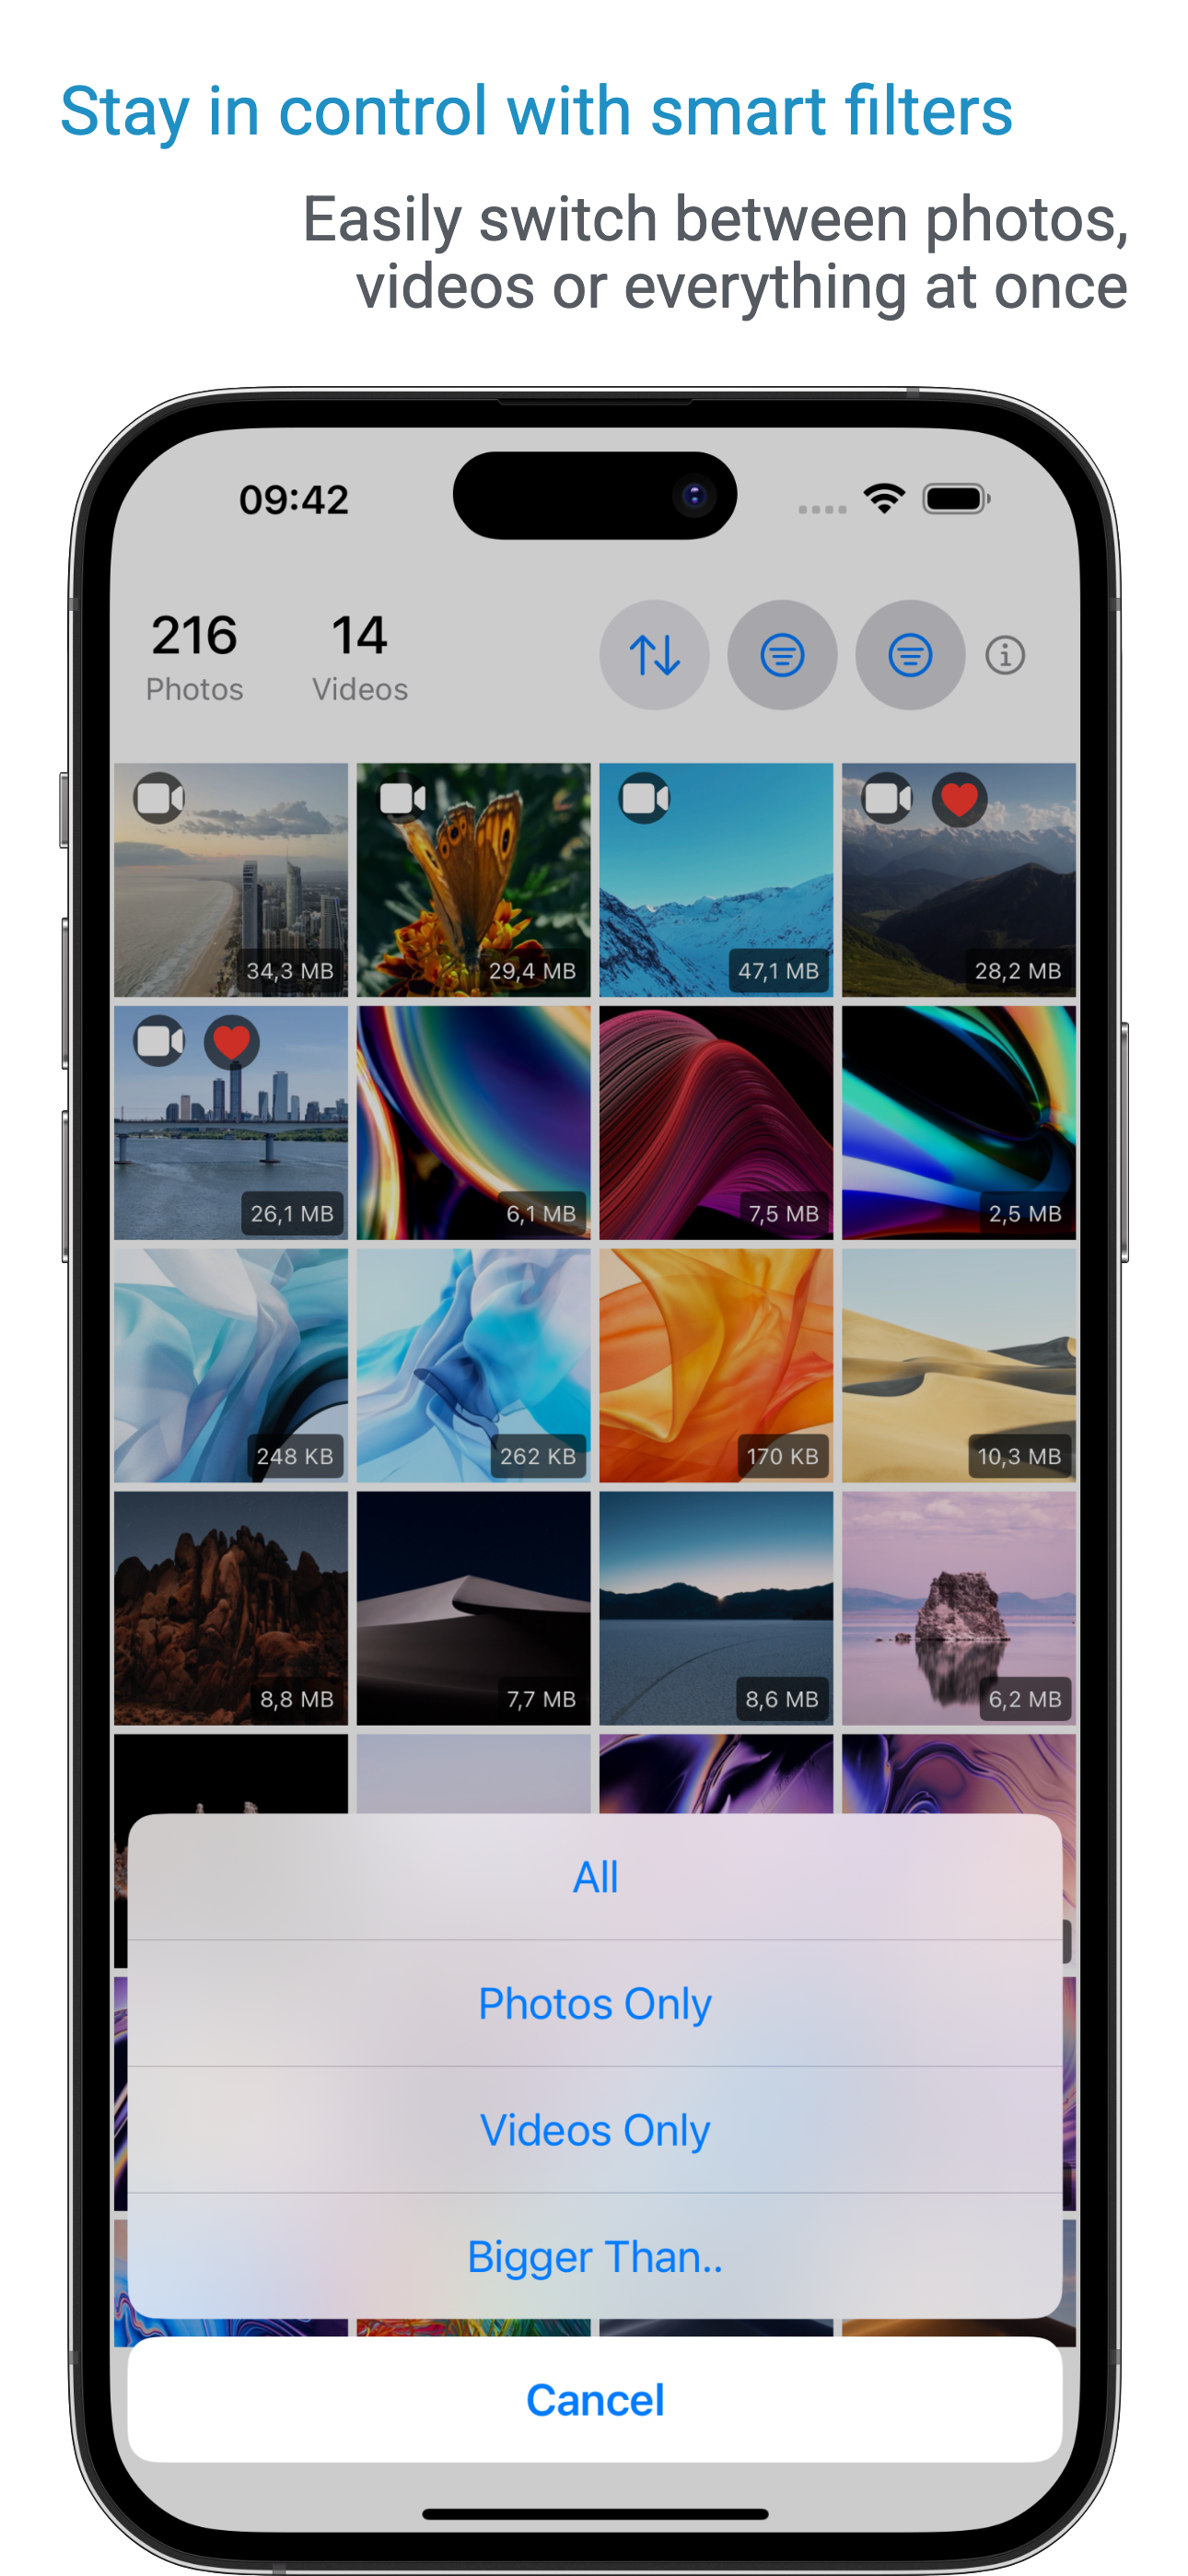 Stay in control with smart filters
Easily switch between photos,
videos or everything at once
09:42
216
Photos
14
Videos
34,3 MB
29,4 MB
47,1 MB
28,2 MB
26,1 MB
6,1 MB
7,5 MB
2,5 MB
248 KB
262 KB
170 KB
10,3 MB
8,8 MB
7,7 MB
8,6 MB
6,2 MB
All
Photos Only
Videos Only
Bigger Than..
Cancel